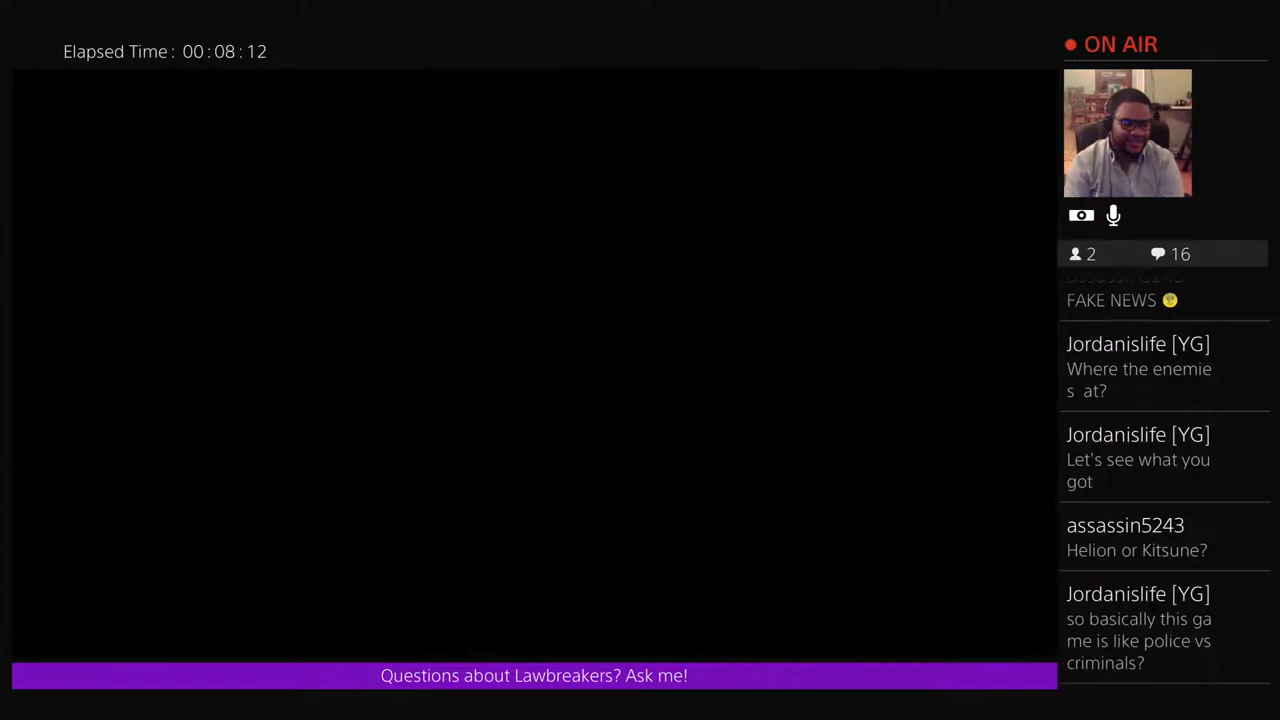 Elapsed Time: 00:08:12
ON AIR
2 16
FAKE NEWS
Jordanislife [YG]
Where the enemie
s at?
Jordanislife [YG]
Let's see what you
got
assassin5243
Helion or Kitsune?
Jordanislife [YG]
so basically this ga
me is like police vs
criminals?
Questions about Lawbreakers? Ask me!